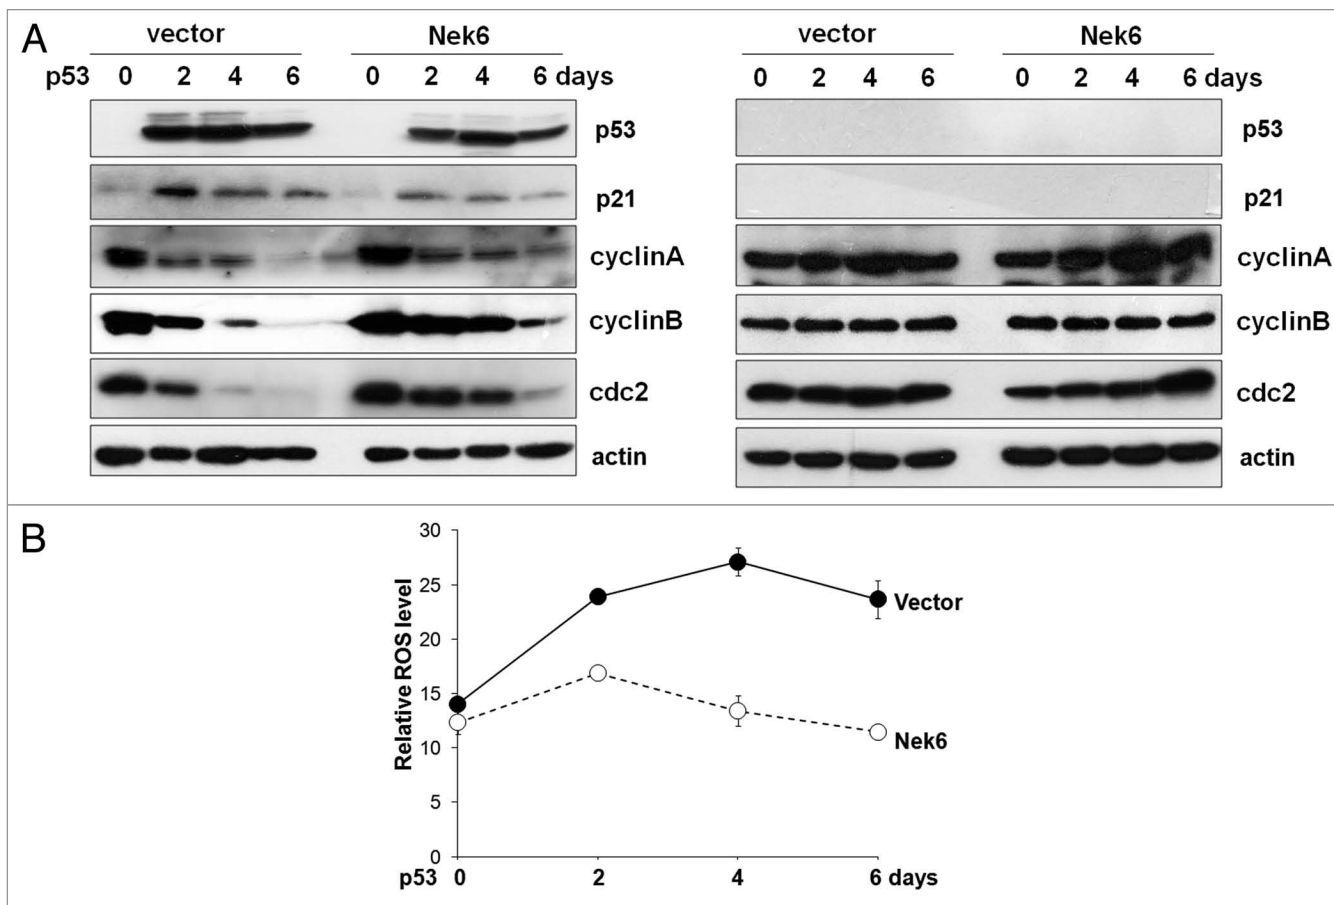 A
vector Nek6 vector Nek6
p53 0 2 4 6 0 2 4 6 days 0 2 4 6 0 2 4 6 days
p53 p53
p21 p21
cyclinA cyclinA
cyclinB cyclinB
cdc2 cdc2
actin actin
B
Relative ROS level
30
25
20
15
10
5
0
Vector
Nek6
p53 0 2 4 6 days